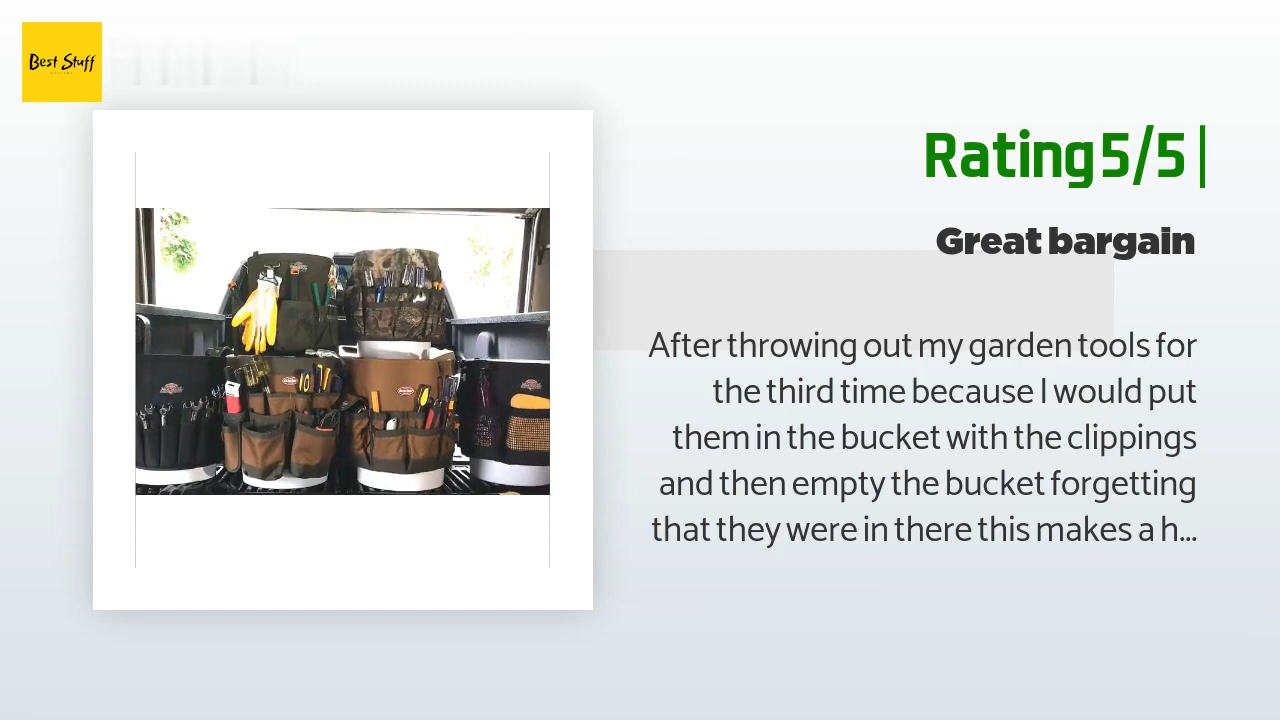 Best Stuff
Rating 5/5 |
Great bargain
After throwing out my garden tools for
the third time because I would put
them in the bucket with the clippings
and then empty the bucket forgetting
that they were in there this makes a h...